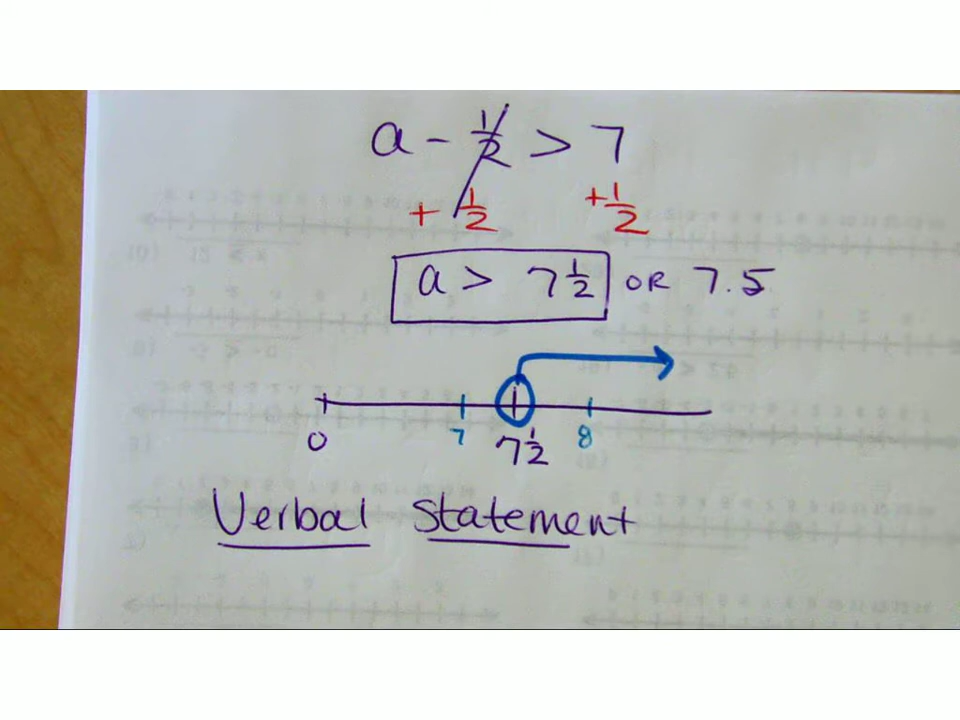 a - 1/2 > 7
+ 1/2 + 1/2
a > 7 1/2 OR 7.5
0 7 7 1/2 8
Verbal Statement